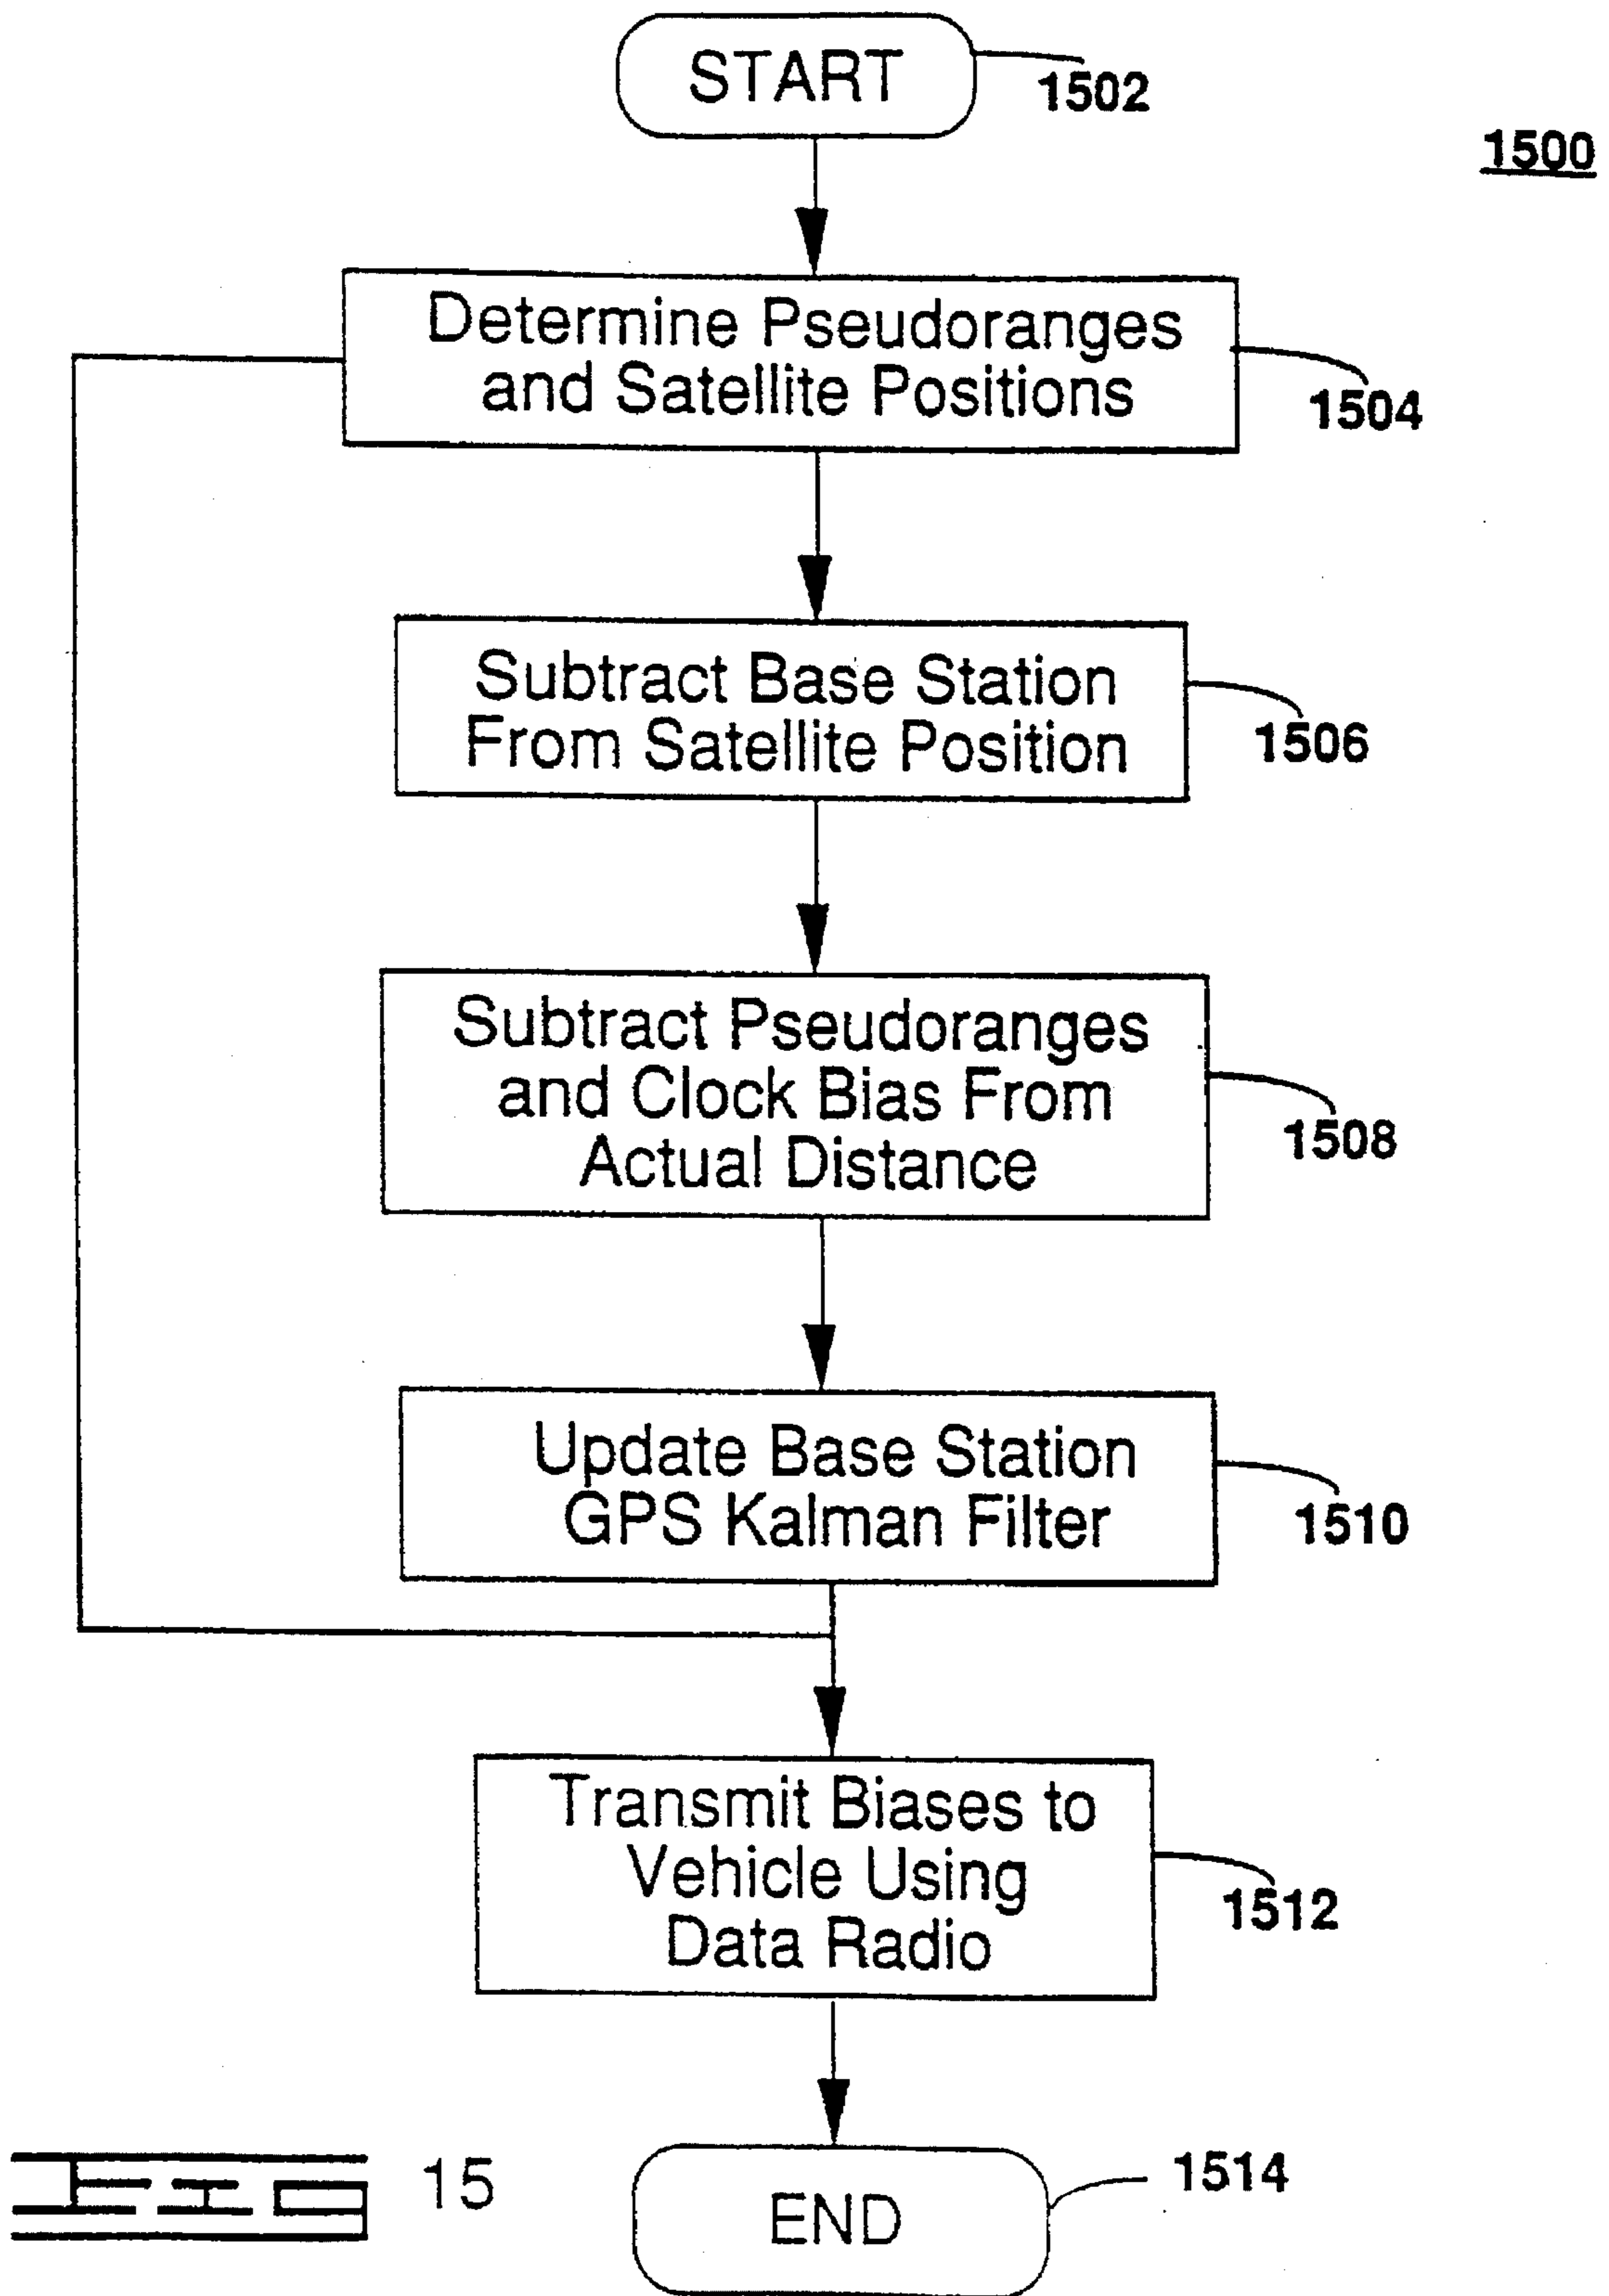 START
1502
1500
Determine Pseudoranges
and Satellite Positions
1504
Subtract Base Station
From Satellite Position
1506
Subtract Pseudoranges
and Clock Bias From
Actual Distance
1508
Update Base Station
GPS Kalman Filter
1510
Transmit Biases to
Vehicle Using
Data Radio
1512
END
1514
FIG 15